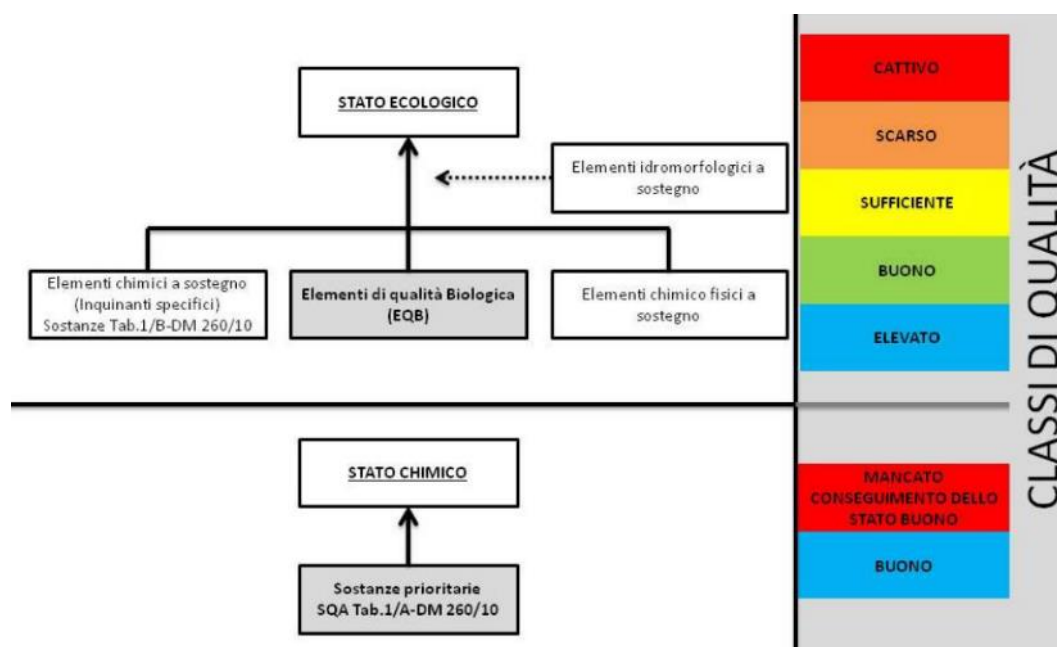 STATO ECOLOGICO
Elementi idromorfologici a
sostegno
Elementi chimici a sostegno
(Inquinanti specifici)
Sostanze Tab.1/B-DM 260/10
Elementi di qualità Biologica
(EQB)
Elementi chimico fisici a
sostegno
STATO CHIMICO
Sostanze prioritarie
SQA Tab.1/A-DM 260/10
CATTIVO
SCARSO
SUFFICIENTE
BUONO
ELEVATO
MANCATO
CONSEGUIMENTO DELLO
STATO BUONO
BUONO
CLASSI DI QUALITÀ